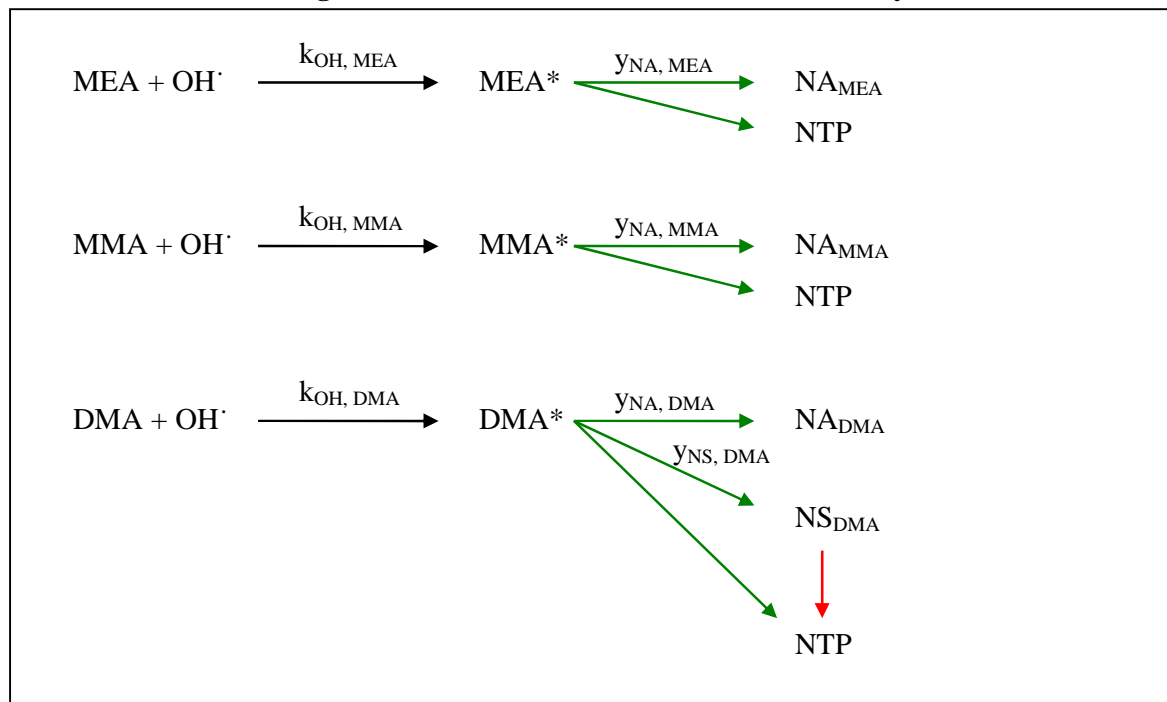 k_OH, MEA y_NA, MEA
MEA + OH˙ MEA* NA_MEA
NTP
k_OH, MMA y_NA, MMA
MMA + OH˙ MMA* NA_MMA
NTP
k_OH, DMA y_NA, DMA
DMA + OH˙ DMA* NA_DMA
y_NS, DMA
NS_DMA
NTP